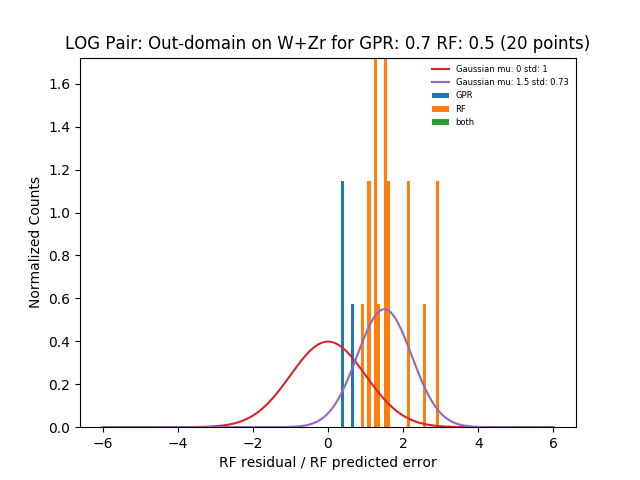 LOG Pair: Out-domain on W+Zr for GPR: 0.7 RF: 0.5 (20 points)
Gaussian mu: 0 std: 1
Gaussian mu: 1.5 std: 0.73
GPR
RF
both
1.6
1.4
1.2
1.0
0.8
0.6
0.4
0.2
0.0
Normalized Counts
−6
−4
−2
0
2
4
6
RF residual / RF predicted error